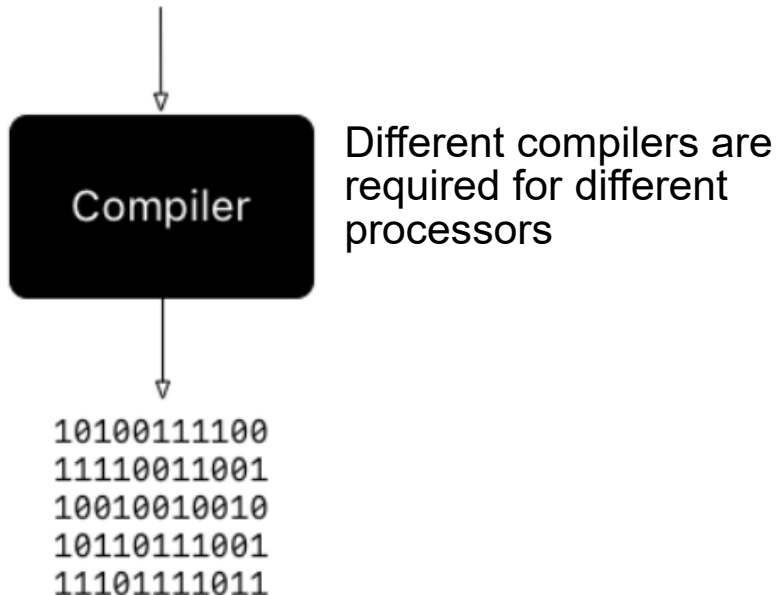 Compiler
Different compilers are
required for different
processors
10100111100
11110011001
10010010010
10110111001
11101111011